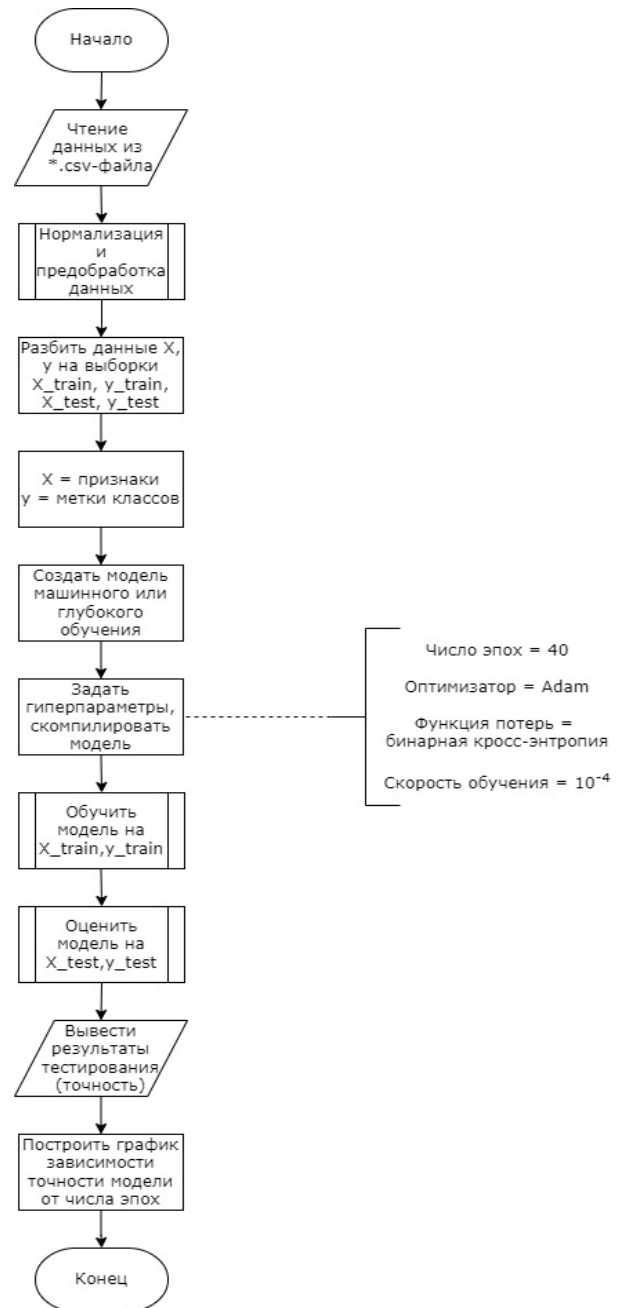 Начало
Чтение
данных из
*.csv-файла
Нормализация
и
предобработка
данных
Разбить данные X,
y на выборки
X_train, y_train,
X_test, y_test
X = признаки
y = метки классов
Создать модель
машинного или
глубокого
обучения
Задать
гиперпараметры,
скомпилировать
модель
Число эпох = 40
Оптимизатор = Adam
Функция потерь =
бинарная кросс-энтропия
Скорость обучения = 10⁻⁴
Обучить
модель на
X_train,y_train
Оценить
модель на
X_test,y_test
Вывести
результаты
тестирования
(точность)
Построить график
зависимости
точности модели
от числа эпох
Конец